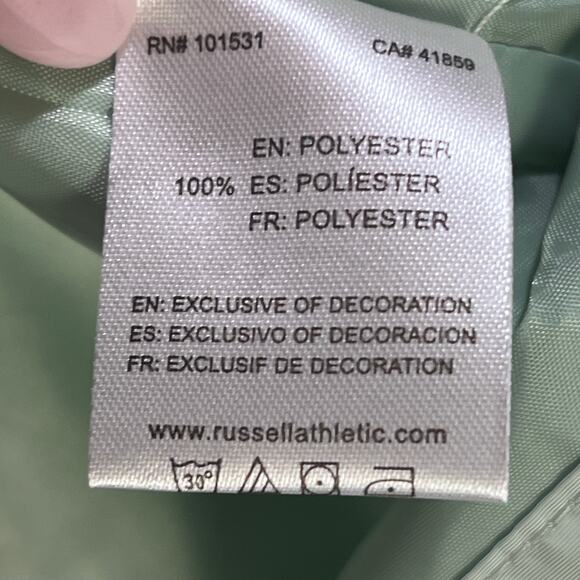 RN# 101531 CA# 41859
EN: POLYESTER
100% ES: POLÍESTER
FR: POLYESTER
EN: EXCLUSIVE OF DECORATION
ES: EXCLUSIVO OF DECORACION
FR: EXCLUSIF DE DECORATION
www.russellathletic.com
30°